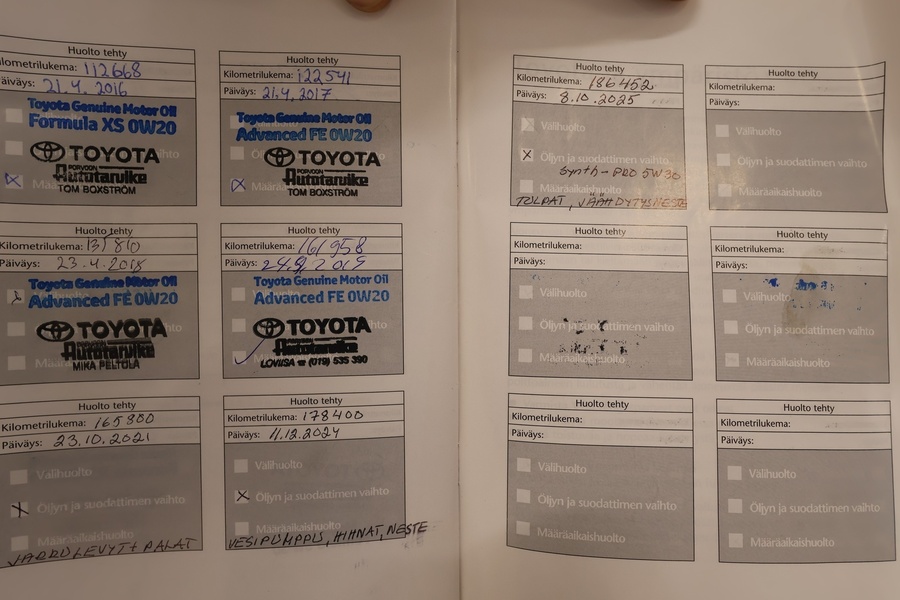 Huolto tehty
Kilometrilukema: 112668
Päiväys: 21.4.2016
Toyota Genuine Motor Oil
Formula XS 0W20
TOYOTA
PORVOON
Autotarvike
TOM BOXSTRÖM
Huolto tehty
Kilometrilukema: 122541
Päiväys: 21.4.2017
Toyota Genuine Motor Oil
Advanced FE 0W20
TOYOTA
PORVOON
Autotarvike
TOM BOXSTRÖM
Huolto tehty
Kilometrilukema:
Päiväys: 23.4.2018
Toyota Genuine Motor Oil
Advanced FE 0W20
TOYOTA
Autotarvike
MIKA PELTOLA
Huolto tehty
Kilometrilukema: 161958
Päiväys: 2019
Toyota Genuine Motor Oil
Advanced FE 0W20
TOYOTA
Autotarvike
LOVIISA ☎ (019) 535 390
Huolto tehty
Kilometrilukema: 165800
Päiväys: 23.10.2021
Välihuolto
Öljyn ja suodattimen vaihto
Määräaikaishuolto
JARRULEVYT + PALAT
Huolto tehty
Kilometrilukema: 178400
Päiväys: 11.12.2024
Välihuolto
Öljyn ja suodattimen vaihto
Määräaikaishuolto
VESIPUMPPU, HIHNAT, NESTE
Huolto tehty
Kilometrilukema: 186452
Päiväys: 8.10.2025
Välihuolto
Öljyn ja suodattimen vaihto
Synth-PRO 5W30
Määräaikaishuolto
TULPAT, JÄÄHDYTYSNESTE
Huolto tehty
Kilometrilukema:
Päiväys:
Välihuolto
Öljyn ja suodattimen vaihto
Määräaikaishuolto
Huolto tehty
Kilometrilukema:
Päiväys:
Välihuolto
Öljyn ja suodattimen vaihto
Määräaikaishuolto
Huolto tehty
Kilometrilukema:
Päiväys:
Välihuolto
Öljyn ja suodattimen vaihto
Määräaikaishuolto
Huolto tehty
Kilometrilukema:
Päiväys:
Välihuolto
Öljyn ja suodattimen vaihto
Määräaikaishuolto
Huolto tehty
Kilometrilukema:
Päiväys:
Välihuolto
Öljyn ja suodattimen vaihto
Määräaikaishuolto